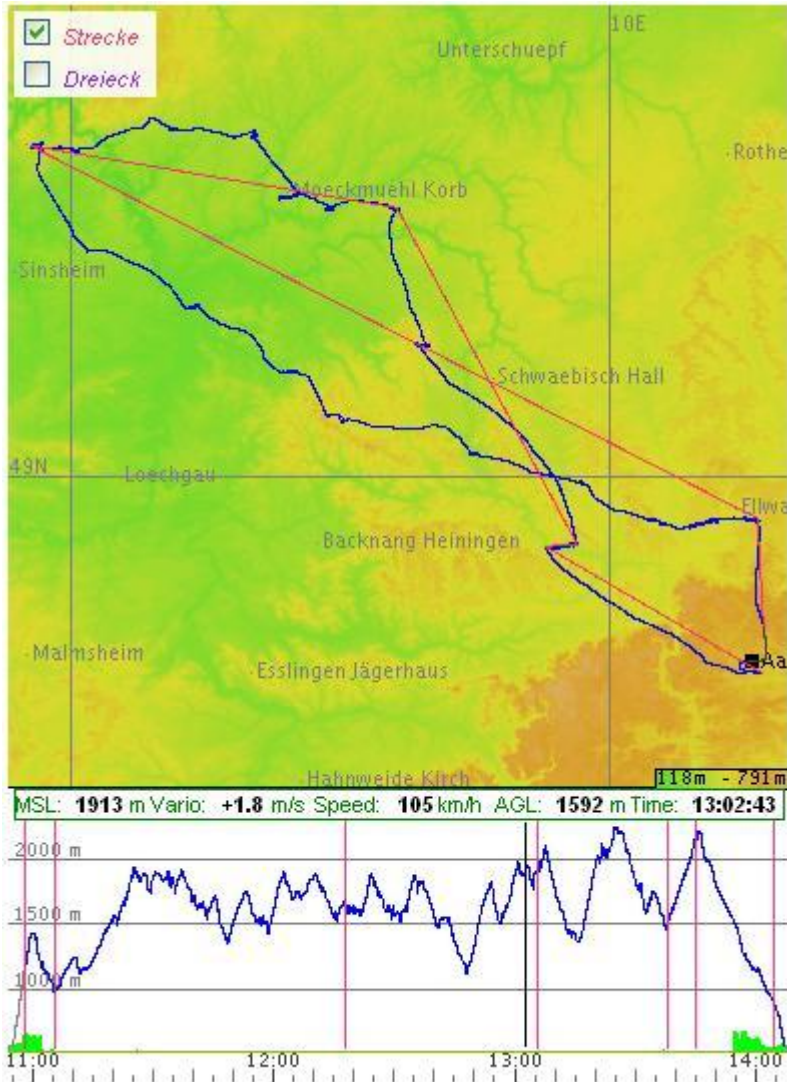 Strecke
Dreieck
Unterschuepf
10E
Rothe
Moeckmuehl Korb
Sinsheim
Schwaebisch Hall
49N
Loechgau
Ellwa
Backnang Heiningen
Malmsheim
Esslingen Jägerhaus
Aa
Hahnweide Kirch
118m - 791m
MSL: 1913 m Vario: +1.8 m/s Speed: 105 km/h AGL: 1592 m Time: 13:02:43
2000 m
1500 m
1000 m
11:00 12:00 13:00 14:00